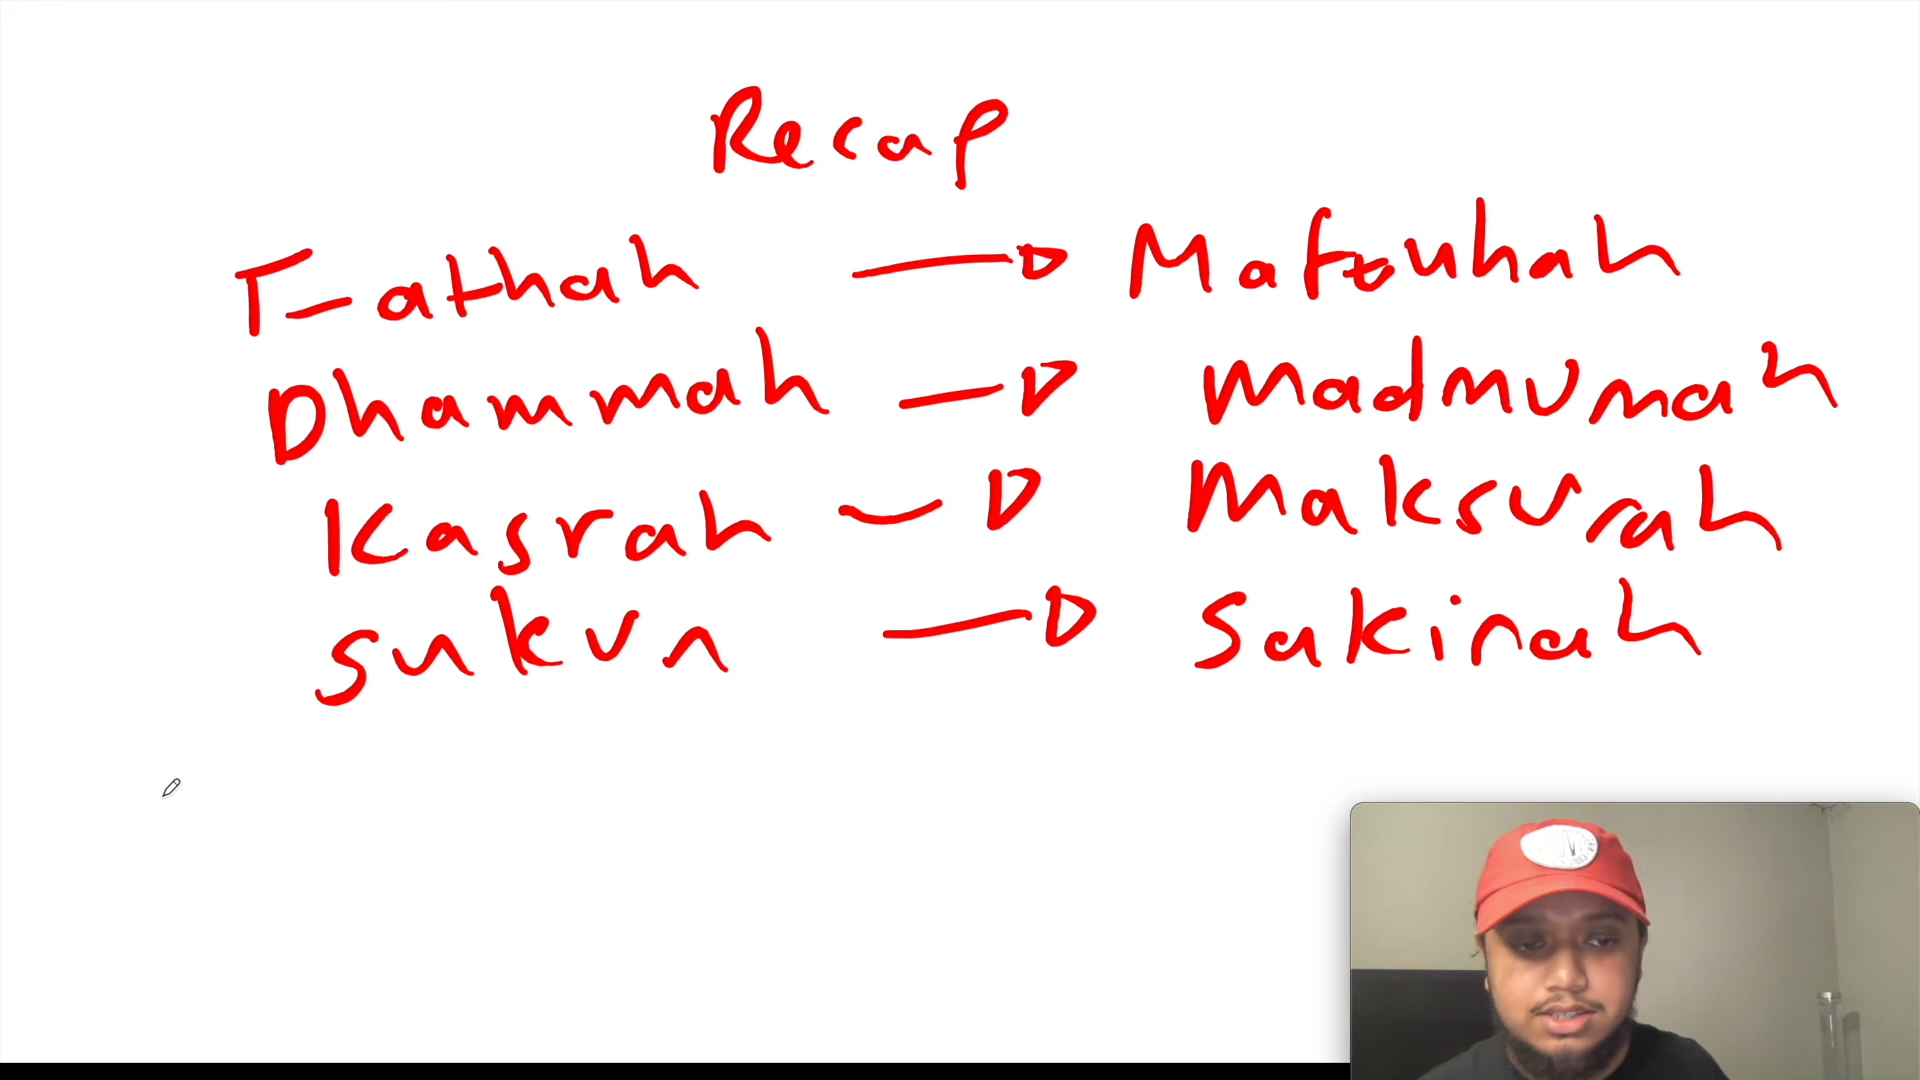 Recap
Fathah → Maftuhah
Dhammah → Madmumah
Kasrah → Maksurah
Sukun → Sakinah